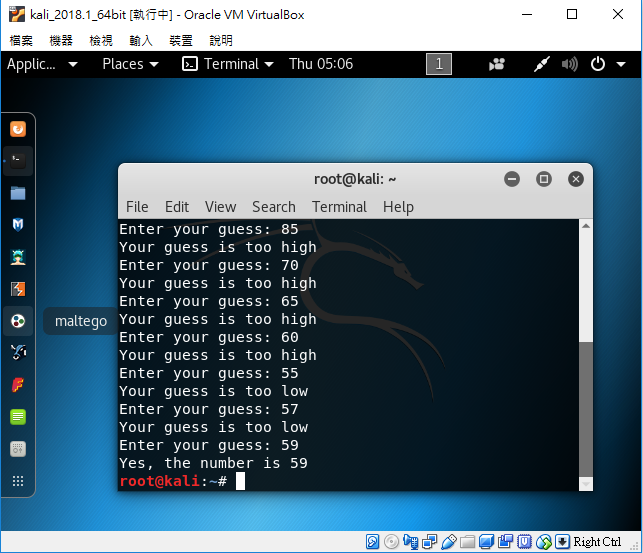 kali_2018.1_64bit [執行中] - Oracle VM VirtualBox
檔案 機器 檢視 輸入 裝置 說明
Applic... Places Terminal Thu 05:06 1
root@kali: ~
File Edit View Search Terminal Help
Enter your guess: 85
Your guess is too high
Enter your guess: 70
Your guess is too high
Enter your guess: 65
Your guess is too high
Enter your guess: 60
Your guess is too high
Enter your guess: 55
Your guess is too low
Enter your guess: 57
Your guess is too low
Enter your guess: 59
Yes, the number is 59
root@kali:~#
maltego
Right Ctrl